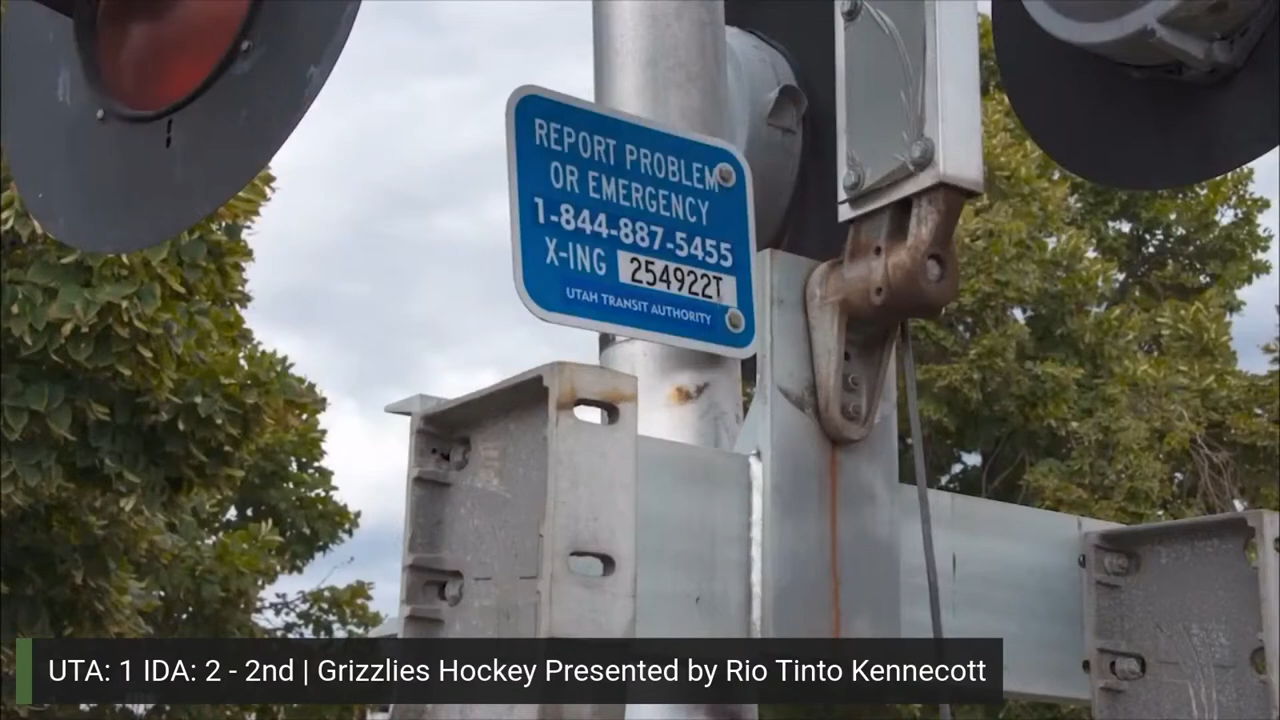 REPORT PROBLEM
OR EMERGENCY
1-844-887-5455
X-ING 254922T
UTAH TRANSIT AUTHORITY
UTA: 1 IDA: 2 - 2nd | Grizzlies Hockey Presented by Rio Tinto Kennecott